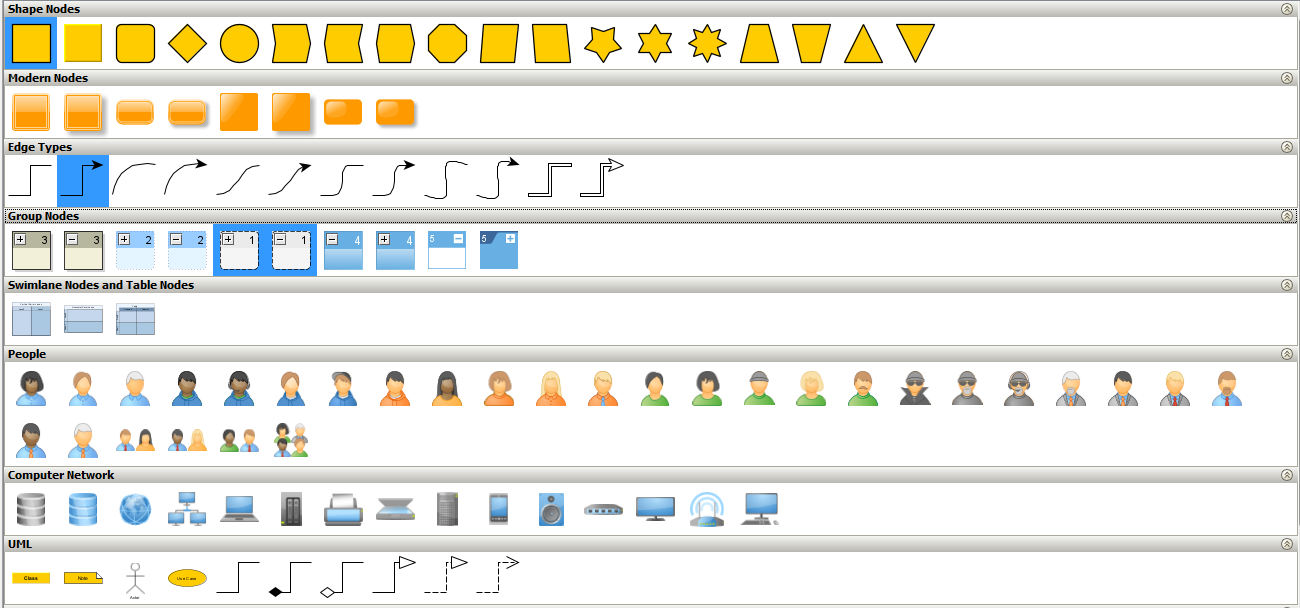 Shape Nodes
Modern Nodes
Edge Types
Group Nodes
3 3 2 2 1 1 4 4 5 5
Swimlane Nodes and Table Nodes
People
Computer Network
UML
Class Note Use Case
Actor